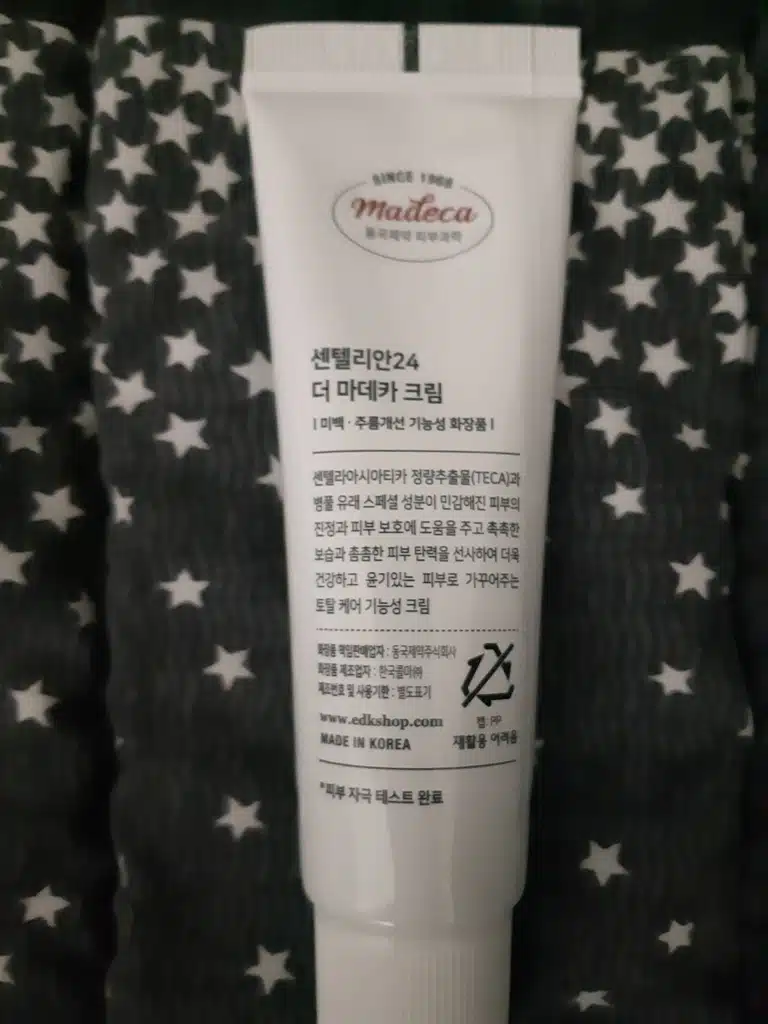 SINCE 1968
Madeca
동국제약 피부과학
센텔리안24
더 마데카 크림
| 미백 · 주름개선 기능성 화장품 |
센텔라아시아티카 정량추출물(TECA)과
병풀 유래 스페셜 성분이 민감해진 피부의
진정과 피부 보호에 도움을 주고 촉촉한
보습과 촘촘한 피부 탄력을 선사하여 더욱
건강하고 윤기있는 피부로 가꾸어주는
토탈 케어 기능성 크림
화장품 책임판매업자 : 동국제약주식회사
화장품 제조업자 : 한국콜마㈜
제조번호 및 사용기한 : 별도표기
www.edkshop.com
MADE IN KOREA
캡: PP
재활용 어려움
*피부 자극 테스트 완료